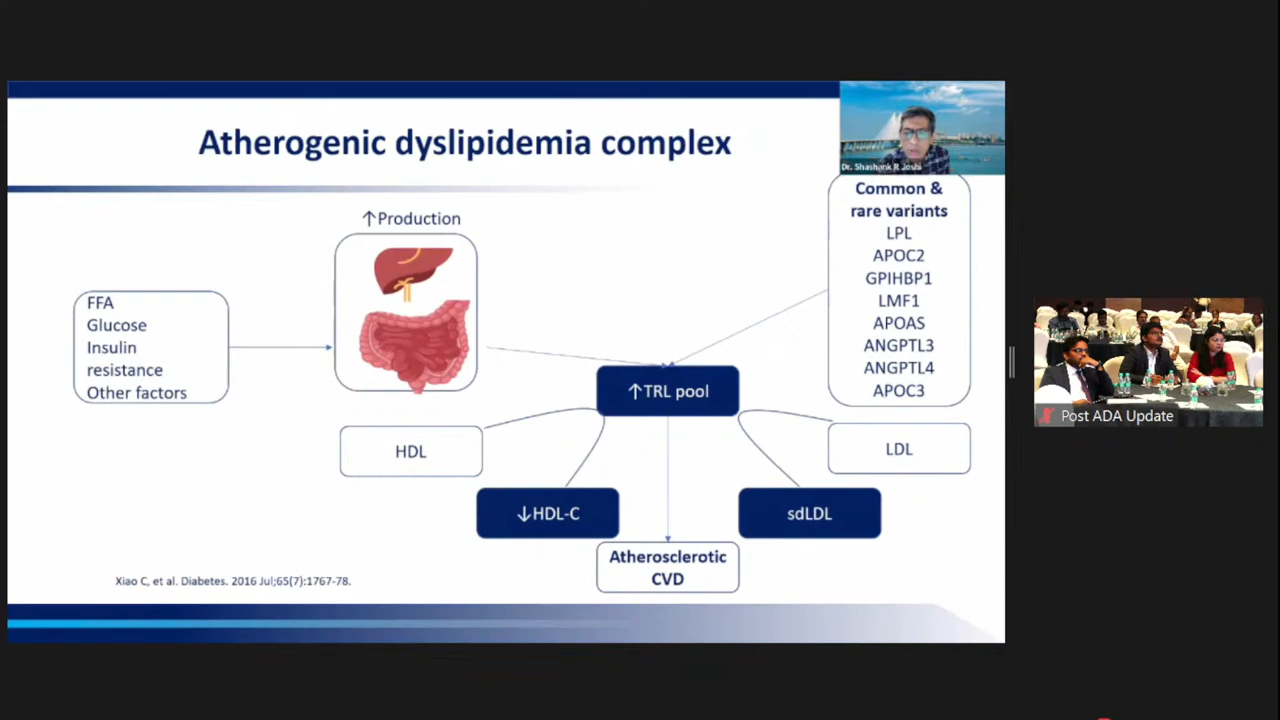 Atherogenic dyslipidemia complex
Dr. Shashank R Joshi
↑Production
FFA
Glucose
Insulin
resistance
Other factors
Common &
rare variants
LPL
APOC2
GPIHBP1
LMF1
APOAS
ANGPTL3
ANGPTL4
APOC3
↑TRL pool
HDL
LDL
↓HDL-C
sdLDL
Atherosclerotic
CVD
Xiao C, et al. Diabetes. 2016 Jul;65(7):1767-78.
Post ADA Update